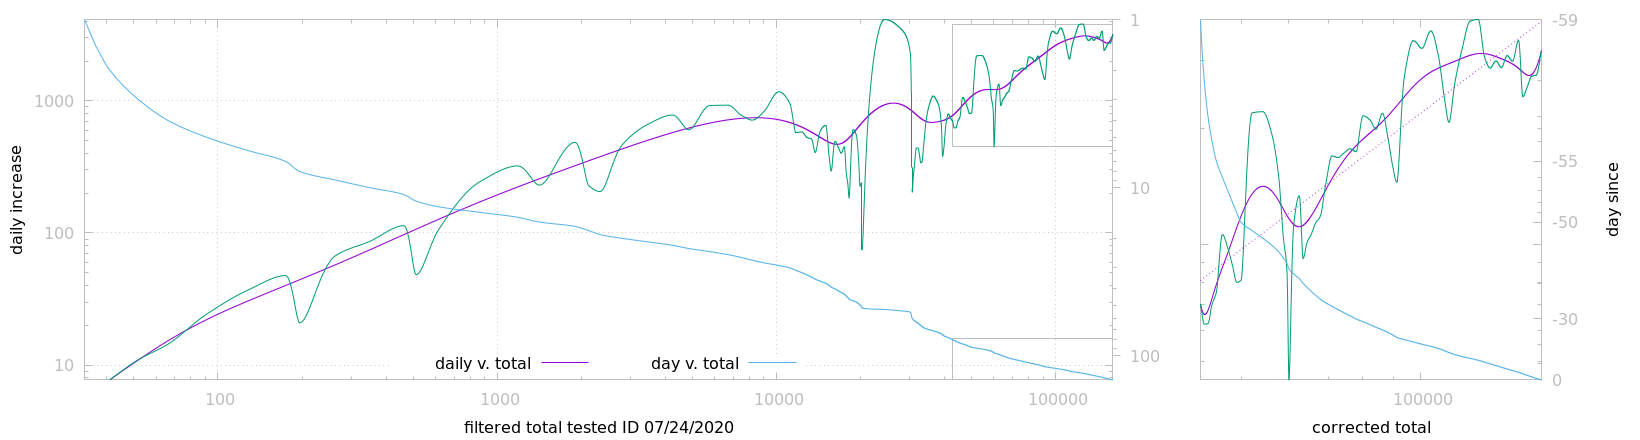 daily increase
1000
100
10
100
1000
10000
100000
filtered total tested ID 07/24/2020
daily v. total
day v. total
1
10
100
100000
corrected total
-59
-55
-50
-30
0
day since